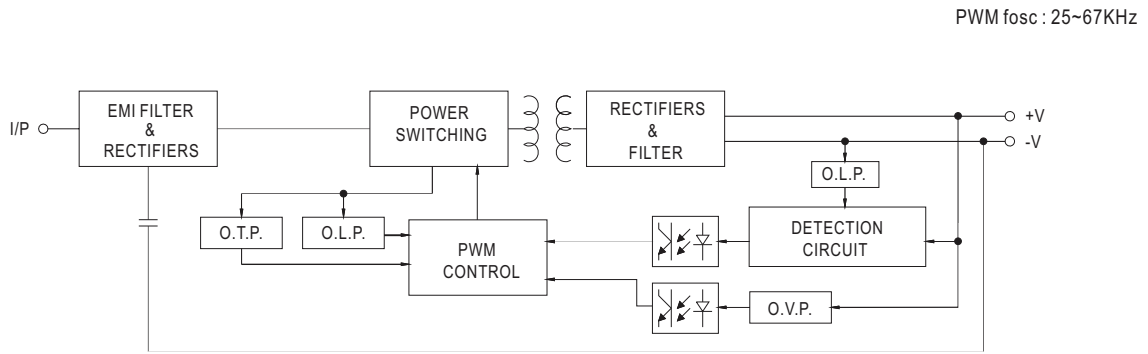 PWM fosc : 25~67KHz
I/P
EMI FILTER
&
RECTIFIERS
POWER
SWITCHING
RECTIFIERS
&
FILTER
+V
-V
O.L.P.
O.T.P.
O.L.P.
PWM
CONTROL
DETECTION
CIRCUIT
O.V.P.